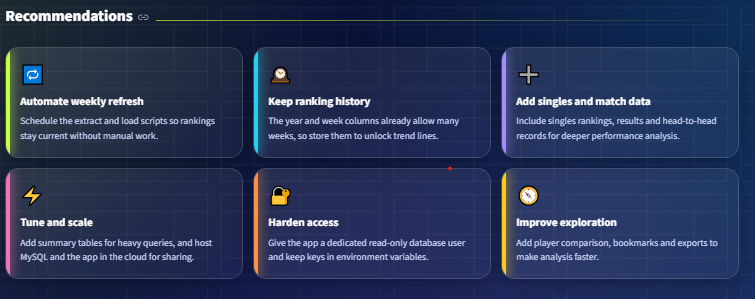 Recommendations
Automate weekly refresh
Schedule the extract and load scripts so rankings
stay current without manual work.
Keep ranking history
The year and week columns already allow many
weeks, so store them to unlock trend lines.
Add singles and match data
Include singles rankings, results and head-to-head
records for deeper performance analysis.
Tune and scale
Add summary tables for heavy queries, and host
MySQL and the app in the cloud for sharing.
Harden access
Give the app a dedicated read-only database user
and keep keys in environment variables.
Improve exploration
Add player comparison, bookmarks and exports to
make analysis faster.